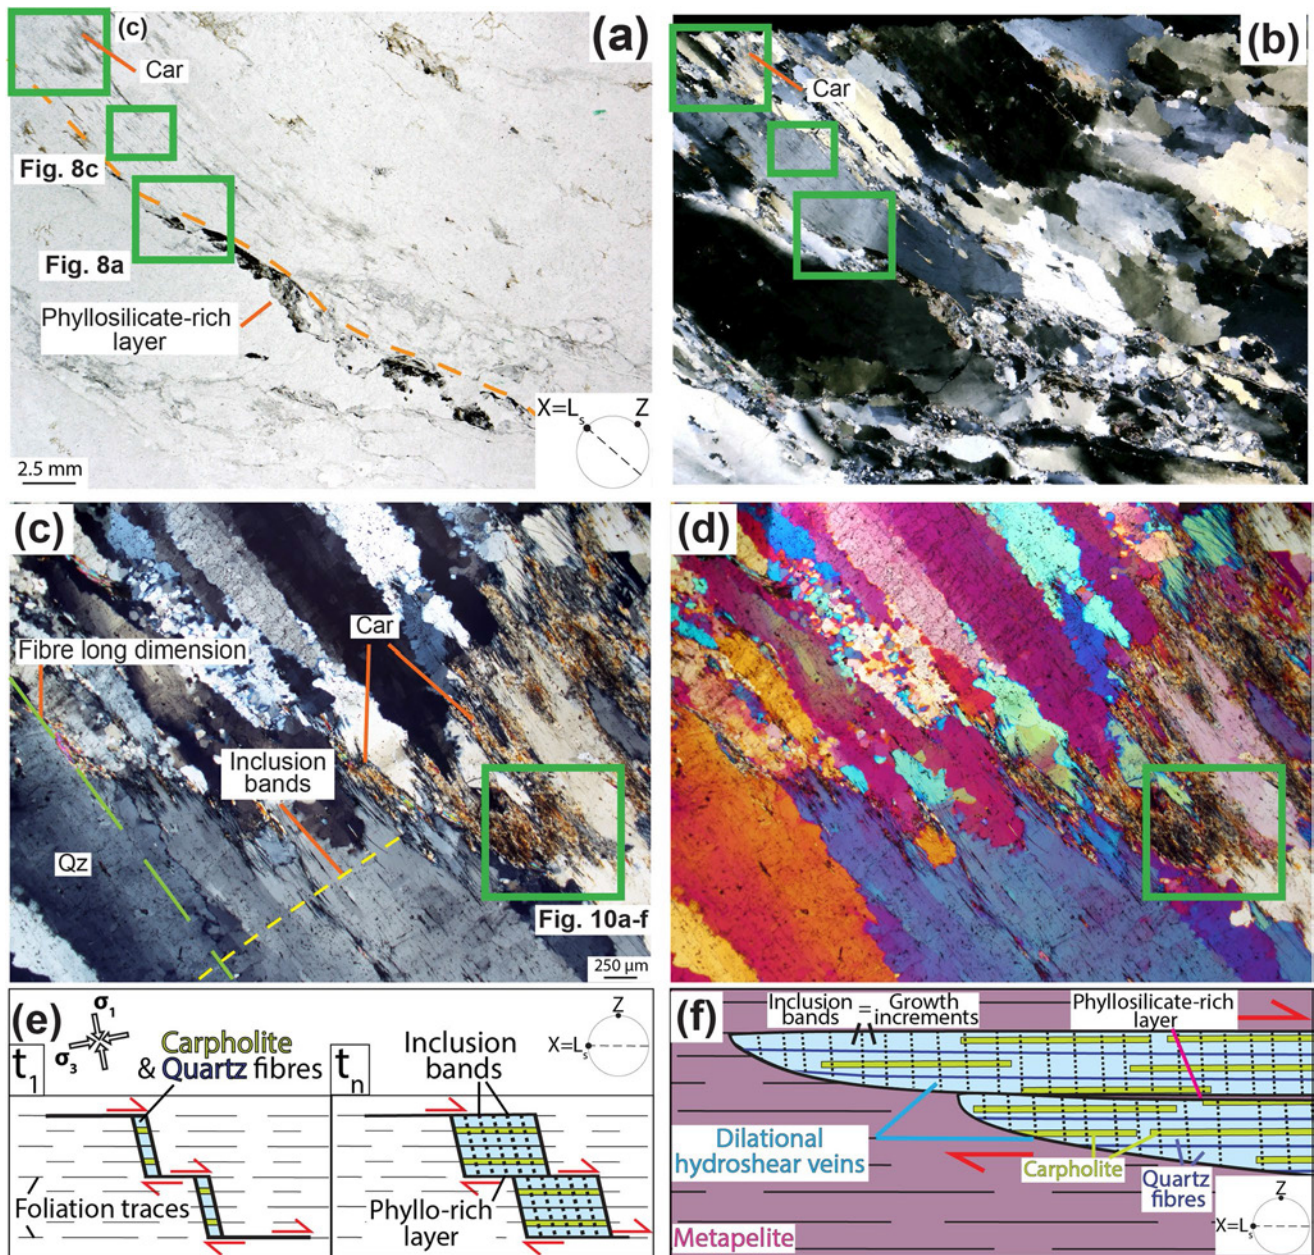 (a)
(c)
Car
Fig. 8c
Fig. 8a
Phyllosilicate-rich
layer
X=Ls
Z
2.5 mm
(b)
Car
(c)
Car
Fibre long dimension
Inclusion
bands
Qz
Fig. 10a-f
250 µm
(d)
(e)
σ1
σ3
Carpholite
& Quartz fibres
Inclusion
bands
Z
X=Ls
t1
tn
Foliation traces
Phyllo-rich
layer
(f)
Inclusion = Growth
bands increments
Phyllosilicate-rich
layer
Dilational
hydroshear veins
Carpholite
Quartz
fibres
Metapelite
Z
X=Ls